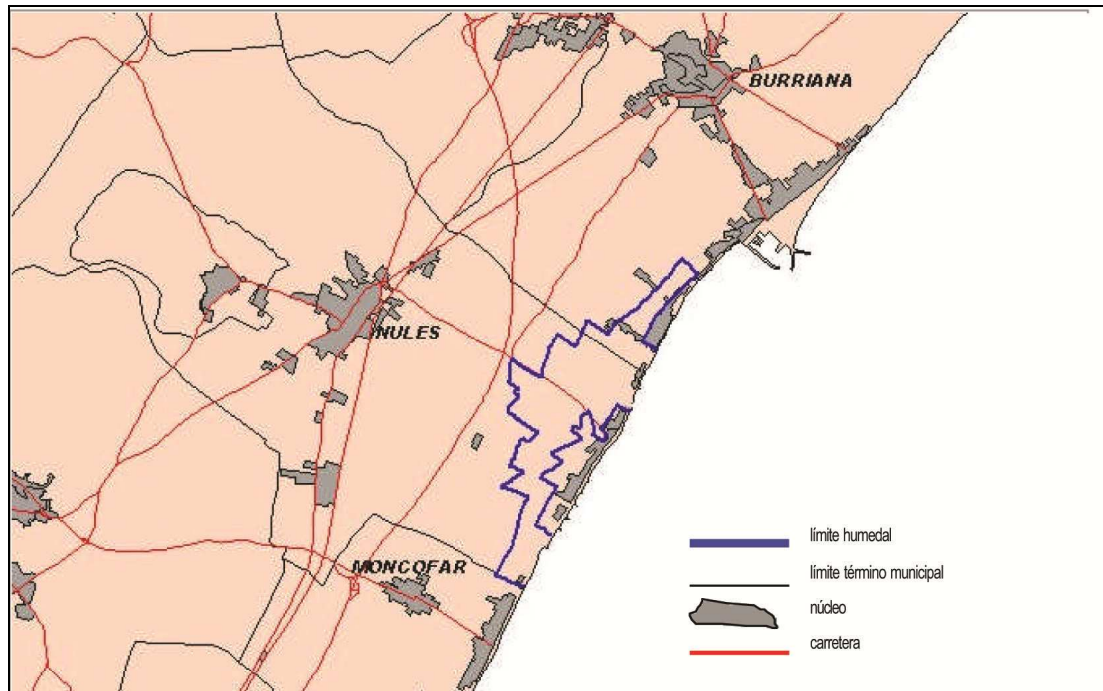 BURRIANA
NULES
MONCOFAR
límite humedal
límite término municipal
núcleo
carretera